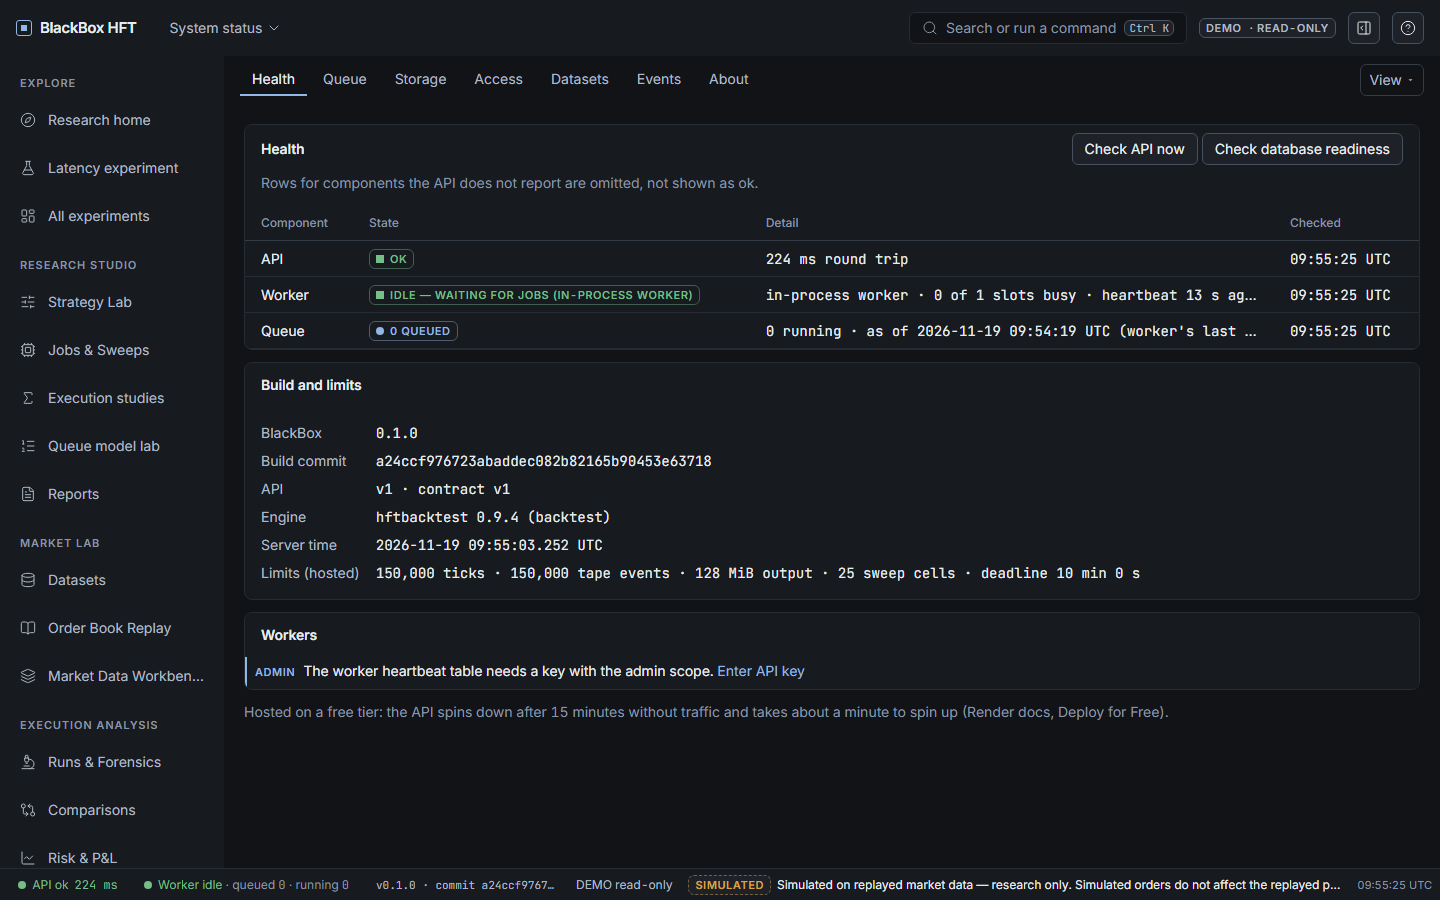 BlackBox HFT
System status
Search or run a command Ctrl K
DEMO · READ-ONLY
EXPLORE
Research home
Latency experiment
All experiments
RESEARCH STUDIO
Strategy Lab
Jobs & Sweeps
Execution studies
Queue model lab
Reports
MARKET LAB
Datasets
Order Book Replay
Market Data Workben...
EXECUTION ANALYSIS
Runs & Forensics
Comparisons
Risk & P&L
Health Queue Storage Access Datasets Events About
View
Health
Check API now Check database readiness
Rows for components the API does not report are omitted, not shown as ok.
Component State Detail Checked
API OK 224 ms round trip 09:55:25 UTC
Worker IDLE — WAITING FOR JOBS (IN-PROCESS WORKER) in-process worker · 0 of 1 slots busy · heartbeat 13 s ag… 09:55:25 UTC
Queue 0 QUEUED 0 running · as of 2026-11-19 09:54:19 UTC (worker's last … 09:55:25 UTC
Build and limits
BlackBox 0.1.0
Build commit a24ccf976723abaddec082b82165b90453e63718
API v1 · contract v1
Engine hftbacktest 0.9.4 (backtest)
Server time 2026-11-19 09:55:03.252 UTC
Limits (hosted) 150,000 ticks · 150,000 tape events · 128 MiB output · 25 sweep cells · deadline 10 min 0 s
Workers
ADMIN The worker heartbeat table needs a key with the admin scope. Enter API key
Hosted on a free tier: the API spins down after 15 minutes without traffic and takes about a minute to spin up (Render docs, Deploy for Free).
API ok 224 ms Worker idle · queued 0 · running 0 v0.1.0 · commit a24ccf9767… DEMO read-only SIMULATED Simulated on replayed market data — research only. Simulated orders do not affect the replayed p... 09:55:25 UTC